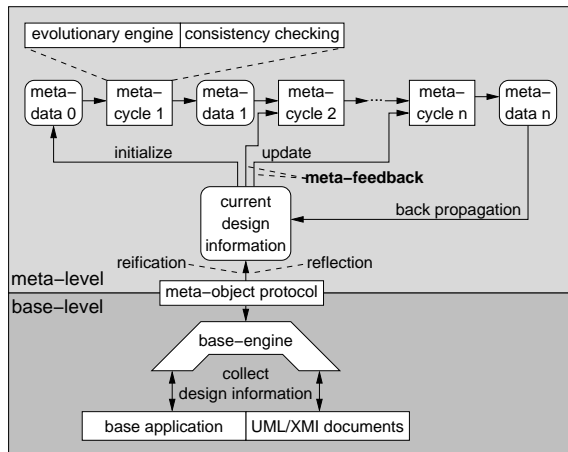 evolutionary engine consistency checking
meta−
data 0
meta−
cycle 1
meta−
data 1
meta−
cycle 2
...
meta−
cycle n
meta−
data n
initialize
update
meta−feedback
current
design
information
back propagation
reification
reflection
meta−level
meta−object protocol
base−level
base−engine
collect
design information
base application
UML/XMI documents